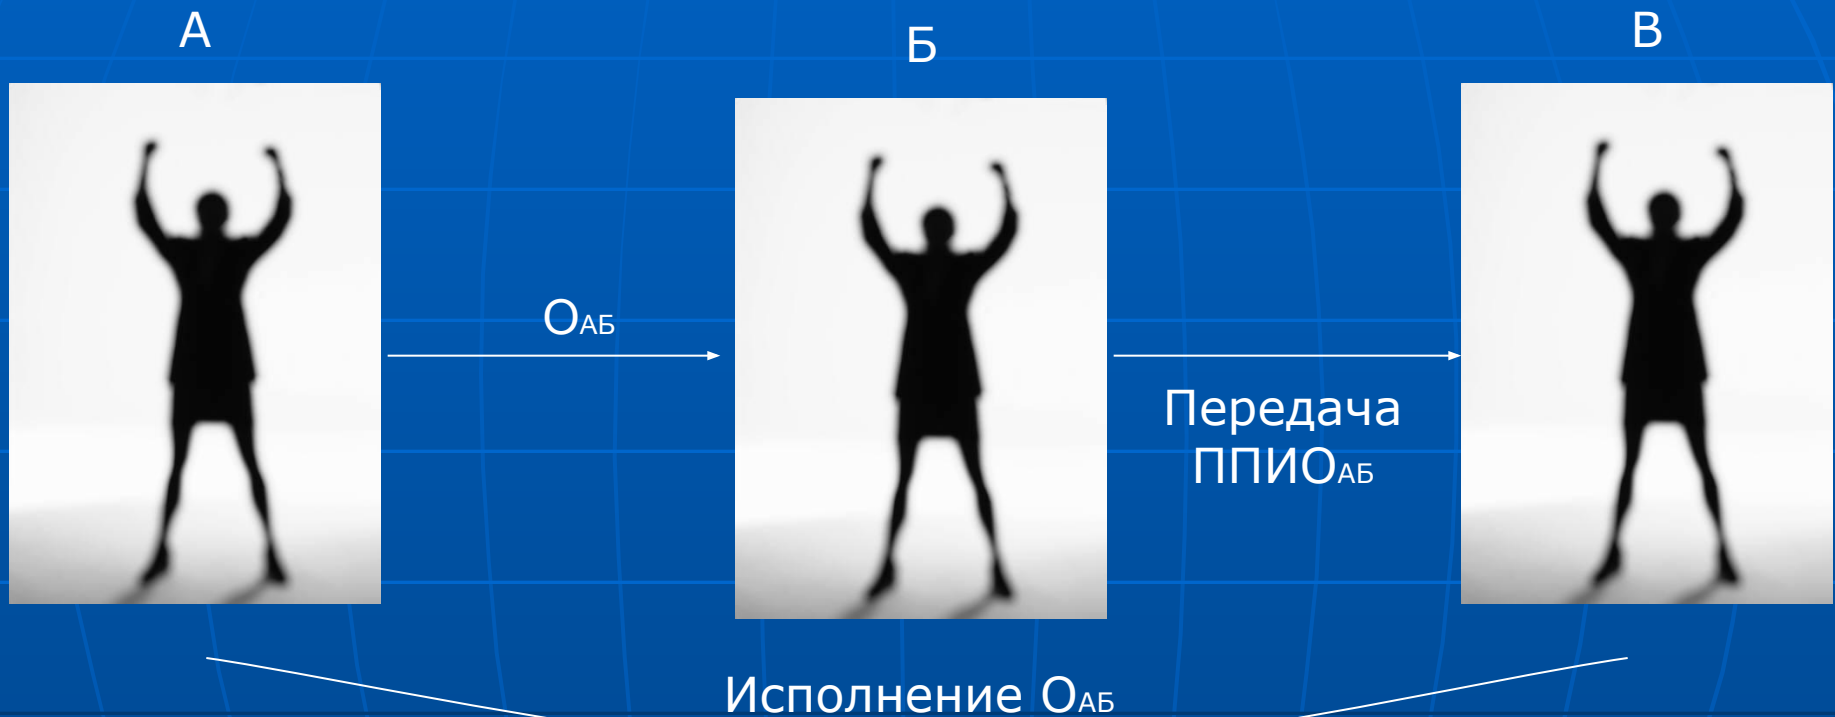 А
Б
В
ОАБ
Передача
ППИОАБ
Исполнение ОАБ